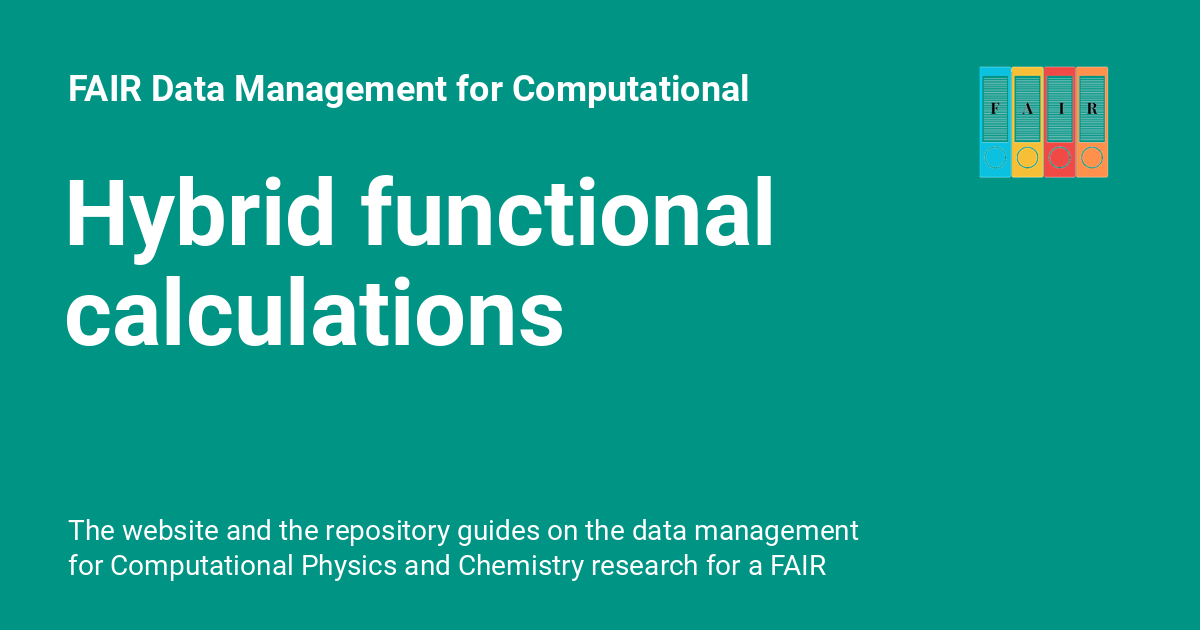 FAIR Data Management for Computational
F A I R
Hybrid functional
calculations
The website and the repository guides on the data management
for Computational Physics and Chemistry research for a FAIR